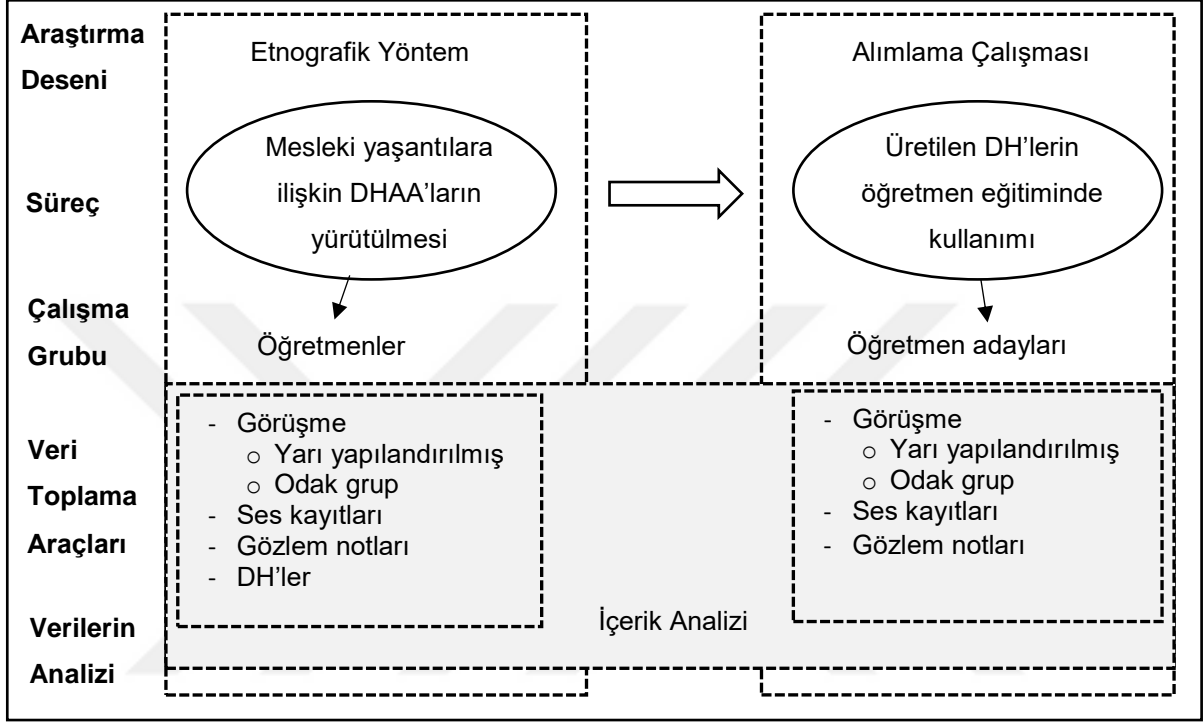 Araştırma
Deseni
Etnografik Yöntem
Alımlama Çalışması
Süreç
Mesleki yaşantılara
ilişkin DHAA’ların
yürütülmesi
Üretilen DH’lerin
öğretmen eğitiminde
kullanımı
Çalışma
Grubu
Öğretmenler
Öğretmen adayları
Veri
Toplama
Araçları
- Görüşme
o Yarı yapılandırılmış
o Odak grup
- Ses kayıtları
- Gözlem notları
- DH’ler
- Görüşme
o Yarı yapılandırılmış
o Odak grup
- Ses kayıtları
- Gözlem notları
Verilerin
Analizi
İçerik Analizi